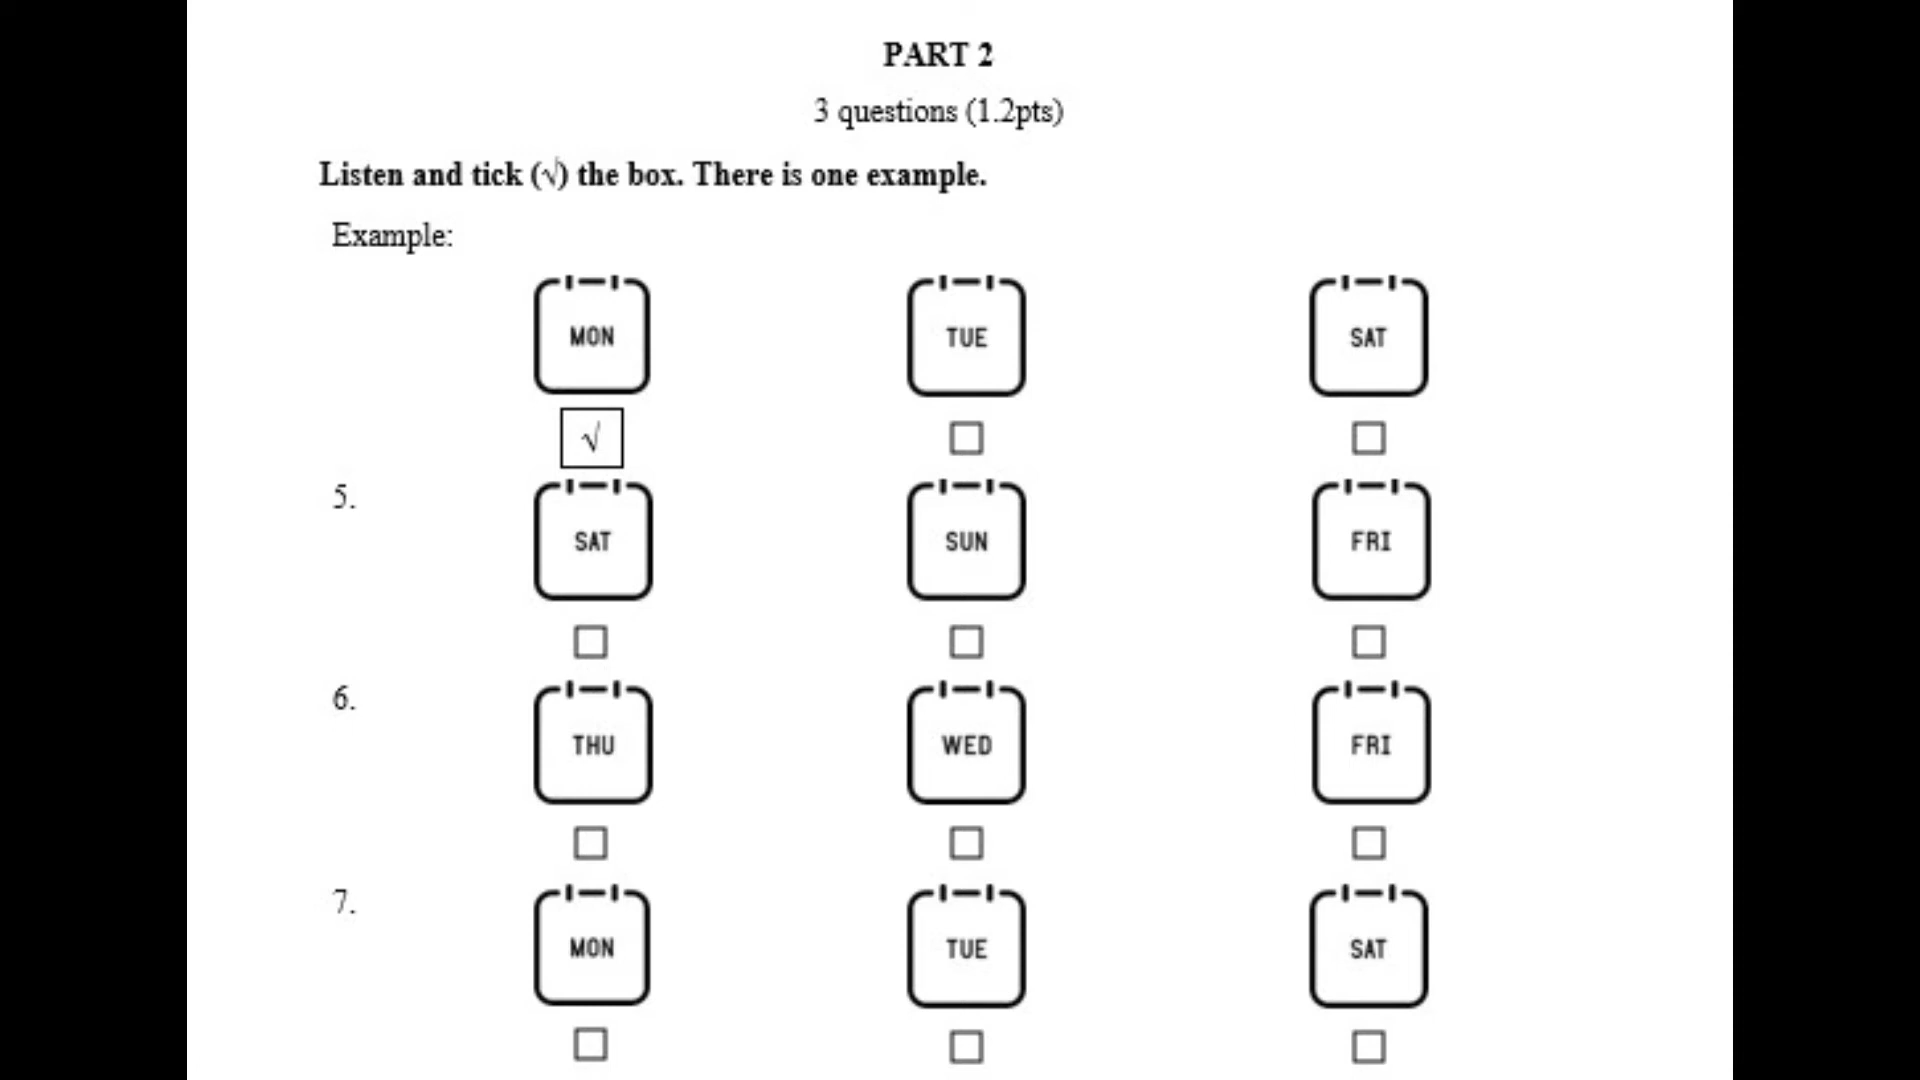 PART 2
3 questions (1.2pts)
Listen and tick (√) the box. There is one example.
Example:
MON TUE SAT
√
5.
SAT SUN FRI
6.
THU WED FRI
7.
MON TUE SAT